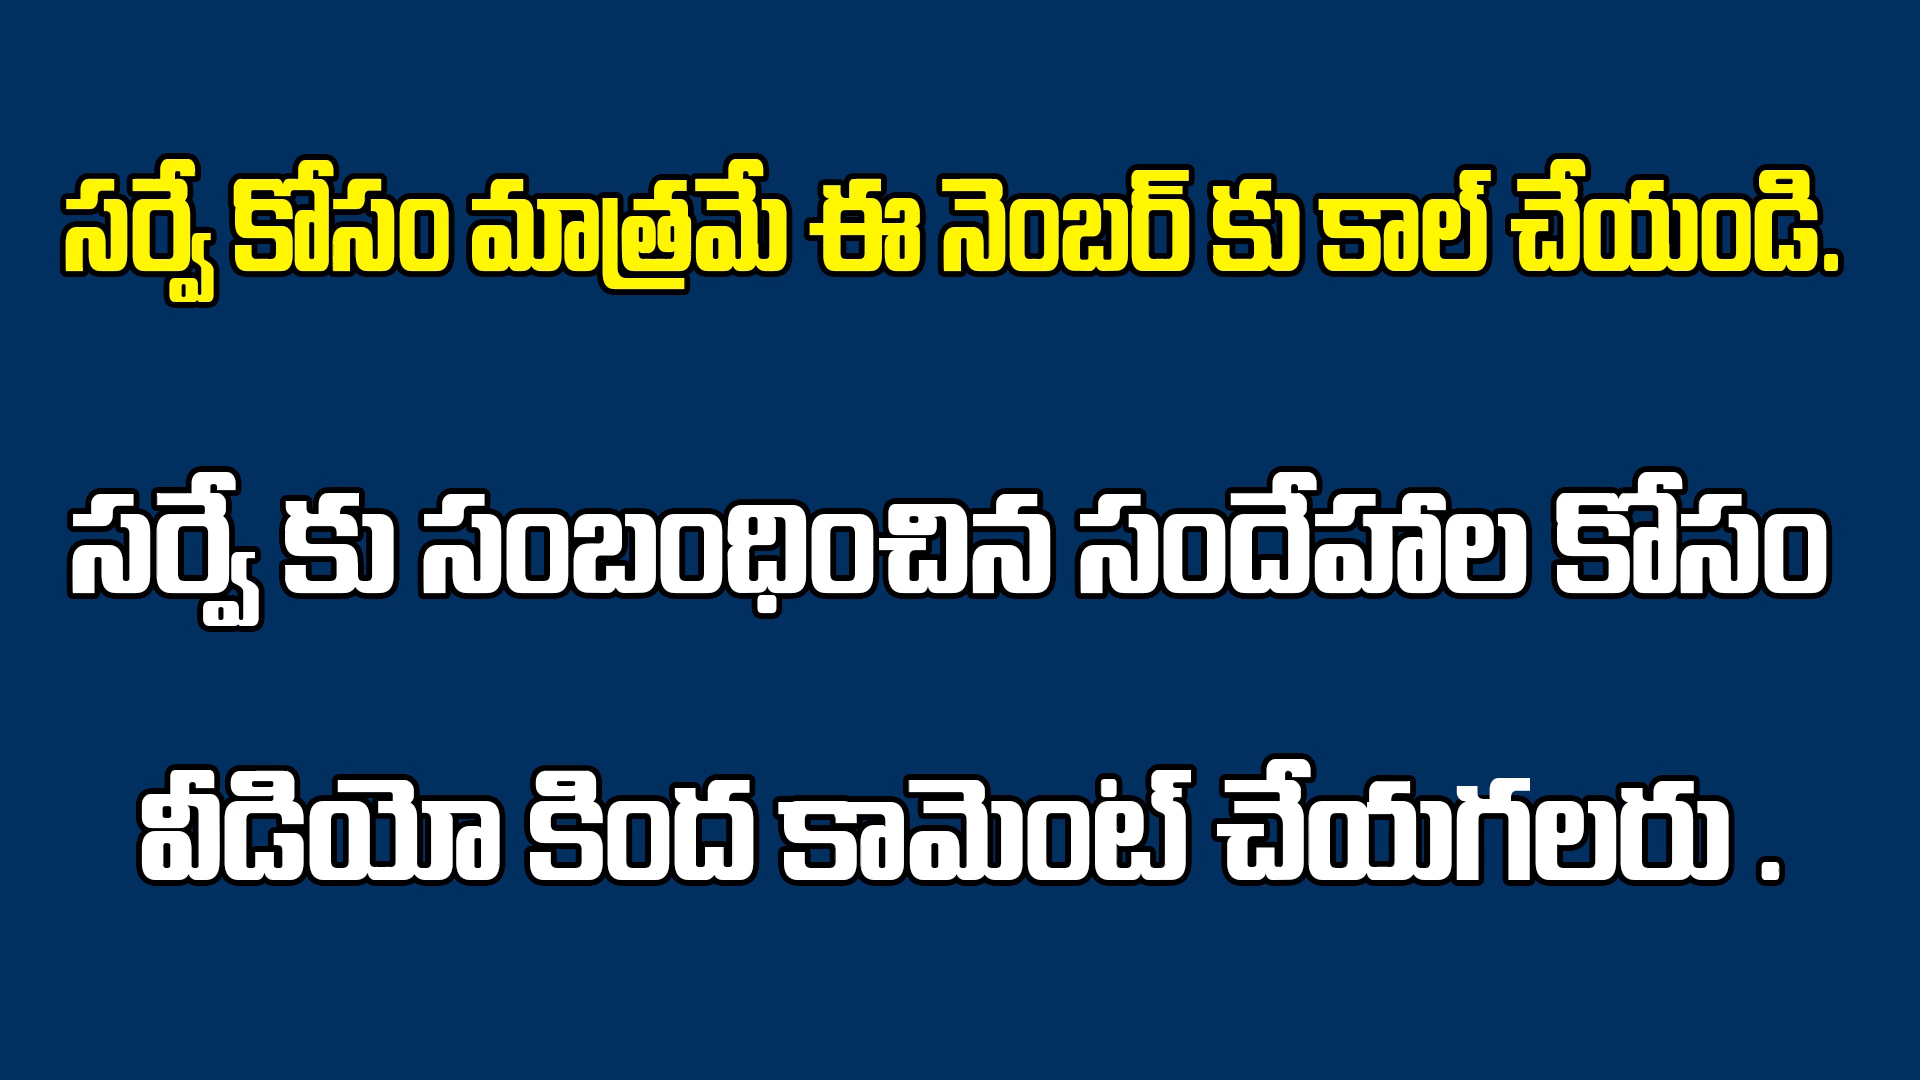 సర్వే కోసం మాత్రమే ఈ నెంబర్ కు కాల్ చేయండి.
సర్వే కు సంబంధించిన సందేహాల కోసం
వీడియో కింద కామెంట్ చేయగలరు .